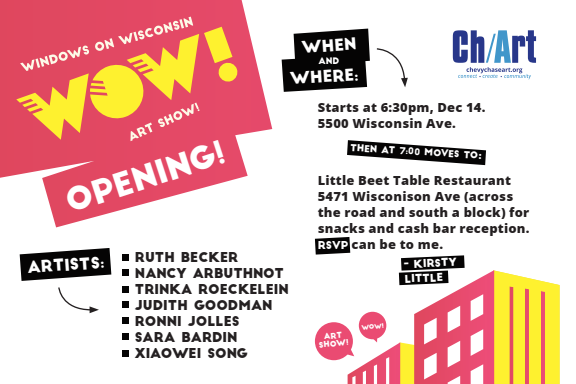 WINDOWS ON WISCONSIN
WOW!
ART SHOW!
OPENING!
ARTISTS:
RUTH BECKER
NANCY ARBUTHNOT
TRINKA ROECKELEIN
JUDITH GOODMAN
RONNI JOLLES
SARA BARDIN
XIAOWEI SONG
WHEN
AND
WHERE:
Ch/Art
chevychaseart.org
connect • create • community
Starts at 6:30pm, Dec 14.
5500 Wisconsin Ave.
THEN AT 7:00 MOVES TO:
Little Beet Table Restaurant
5471 Wisconison Ave (across
the road and south a block) for
snacks and cash bar reception.
RSVP can be to me.
- KIRSTY
LITTLE
ART
SHOW!
WOW!